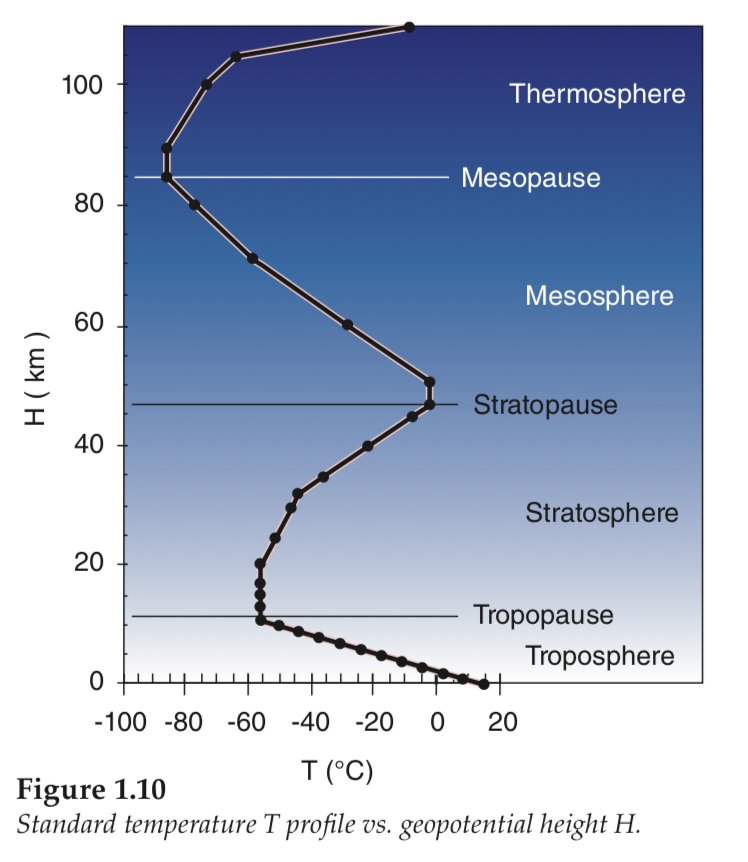 100
80
60
40
20
0
H ( km )
Thermosphere
Mesopause
Mesosphere
Stratopause
Stratosphere
Tropopause
Troposphere
-100 -80 -60 -40 -20 0 20
T (°C)
Figure 1.10
Standard temperature T profile vs. geopotential height H.